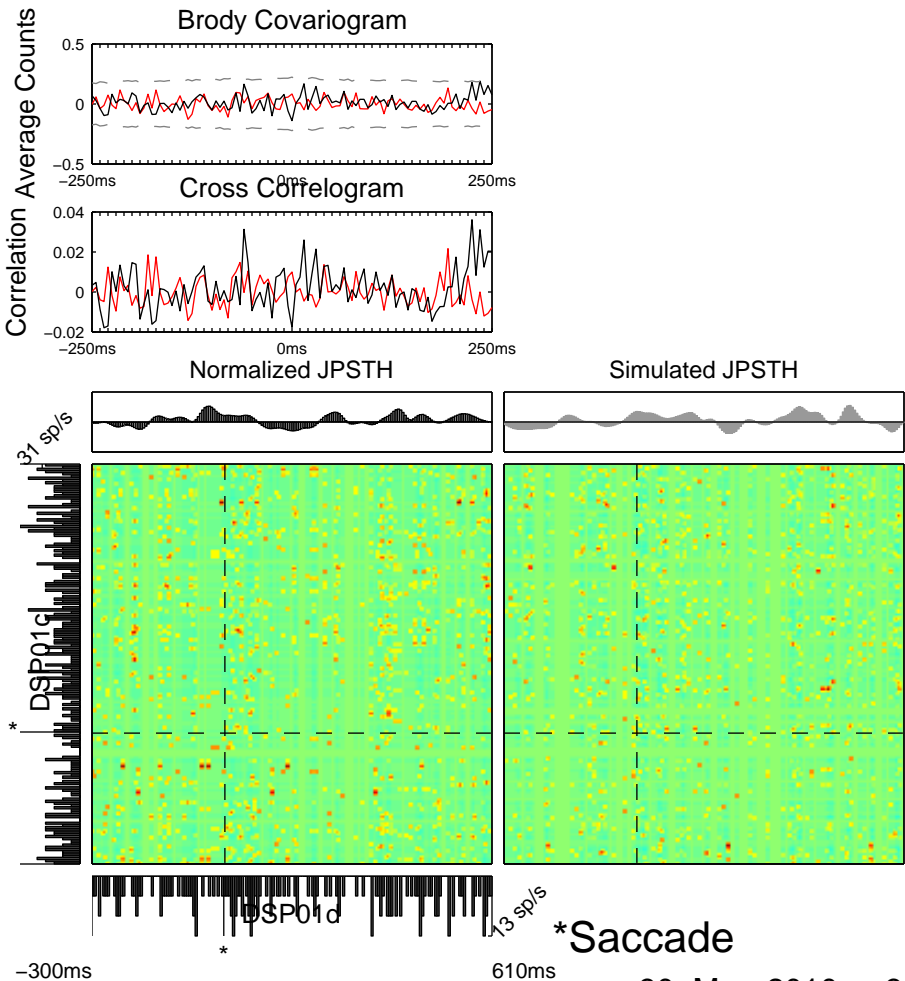 Brody Covariogram
Average Counts
0.5
0
−0.5
−250ms
0ms
250ms
Cross Correlogram
Correlation
0.04
0.02
0
−0.02
−250ms
0ms
250ms
Normalized JPSTH
Simulated JPSTH
31 sp/s
DSP01c
*
DSP01d
13 sp/s
*
*Saccade
−300ms
610ms